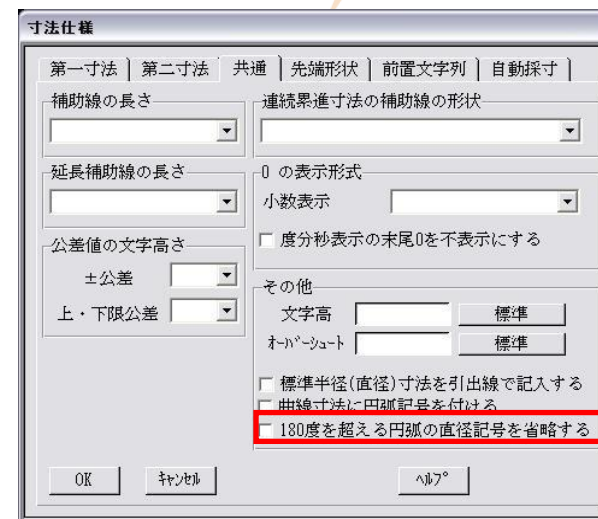 寸法仕様
第一寸法 第二寸法 共通 先端形状 前置文字列 自動採寸
補助線の長さ
延長補助線の長さ
公差値の文字高さ
±公差
上・下限公差
連続累進寸法の補助線の形状
0 の表示形式
小数表示
度分秒表示の末尾0を不表示にする
その他
文字高 標準
ｵｰﾊﾞｰｼｭｰﾄ 標準
標準半径(直径)寸法を引出線で記入する
曲線寸法に円弧記号を付ける
180度を超える円弧の直径記号を省略する
OK ｷｬﾝｾﾙ ﾍﾙﾌﾟ